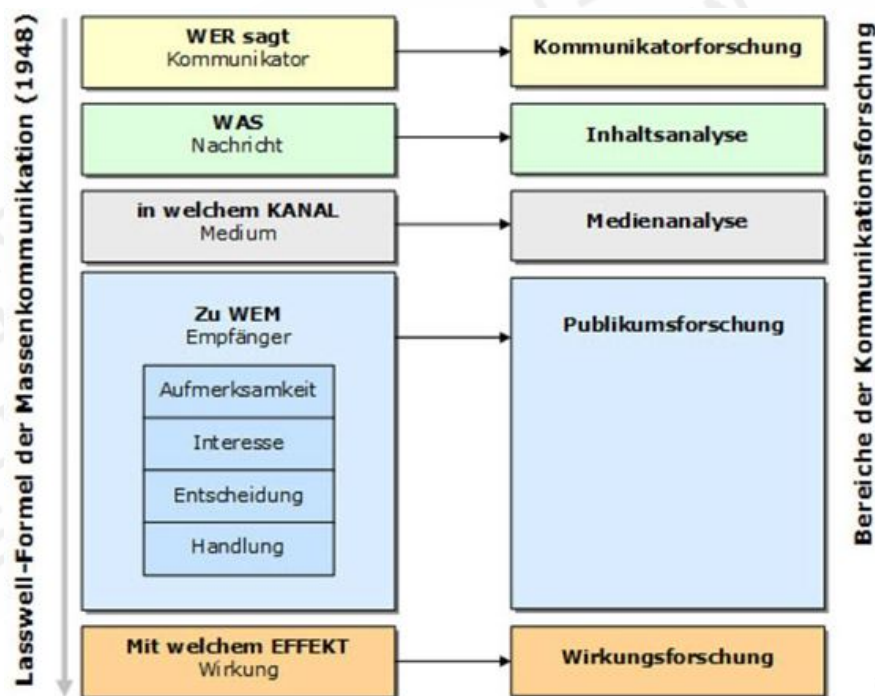 Lasswell-Formel der Massenkommunikation (1948)
WER sagt
Kommunikator
Kommunikatorforschung
WAS
Nachricht
Inhaltsanalyse
in welchem KANAL
Medium
Medienanalyse
Zu WEM
Empfänger
Publikumsforschung
Aufmerksamkeit
Interesse
Entscheidung
Handlung
Mit welchem EFFEKT
Wirkung
Wirkungsforschung
Bereiche der Kommunikationsforschung